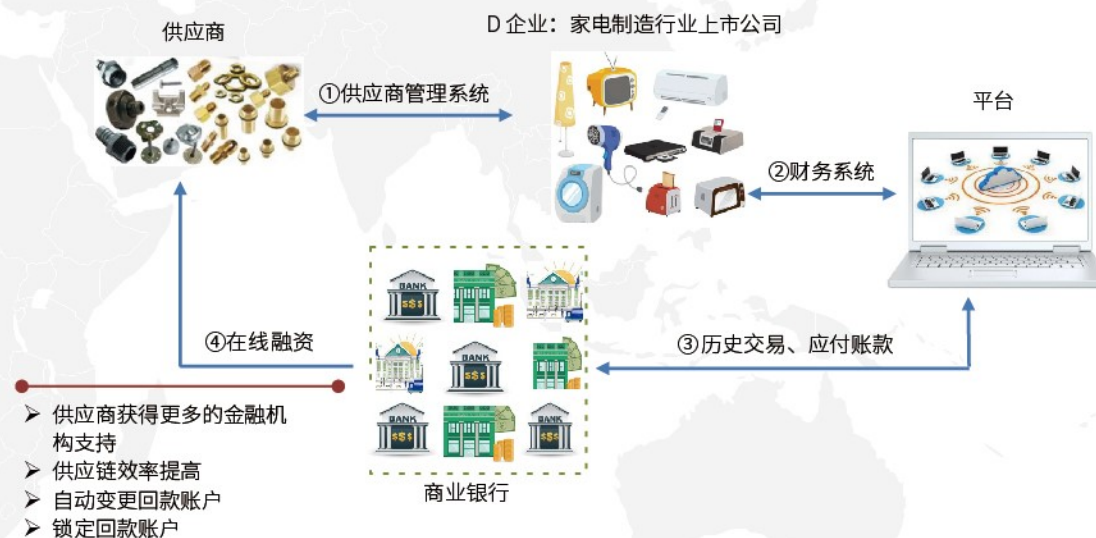 供应商
D 企业：家电制造行业上市公司
①供应商管理系统
平台
②财务系统
BANK
$$$
BANK
$$$
BANK
$$$
BANK
$$$
③历史交易、应付账款
④在线融资
商业银行
➢ 供应商获得更多的金融机
构支持
➢ 供应链效率提高
➢ 自动变更回款账户
➢ 锁定回款账户